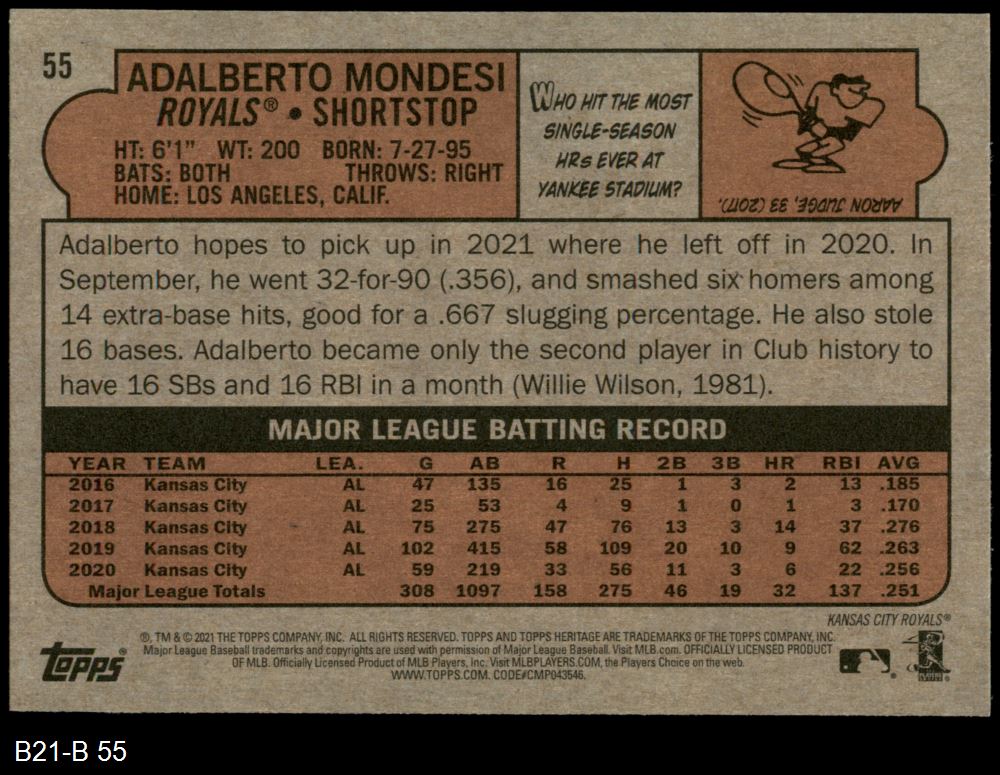 55
ADALBERTO MONDESI
ROYALS® • SHORTSTOP
HT: 6'1" WT: 200 BORN: 7-27-95
BATS: BOTH THROWS: RIGHT
HOME: LOS ANGELES, CALIF.
WHO HIT THE MOST
SINGLE-SEASON
HRs EVER AT
YANKEE STADIUM?
AARON JUDGE, 33 (2017).
Adalberto hopes to pick up in 2021 where he left off in 2020. In
September, he went 32-for-90 (.356), and smashed six homers among
14 extra-base hits, good for a .667 slugging percentage. He also stole
16 bases. Adalberto became only the second player in Club history to
have 16 SBs and 16 RBI in a month (Willie Wilson, 1981).
MAJOR LEAGUE BATTING RECORD
YEAR TEAM LEA. G AB R H 2B 3B HR RBI AVG
2016 Kansas City AL 47 135 16 25 1 3 2 13 .185
2017 Kansas City AL 25 53 4 9 1 0 1 3 .170
2018 Kansas City AL 75 275 47 76 13 3 14 37 .276
2019 Kansas City AL 102 415 58 109 20 10 9 62 .263
2020 Kansas City AL 59 219 33 56 11 3 6 22 .256
Major League Totals 308 1097 158 275 46 19 32 137 .251
KANSAS CITY ROYALS®
topps®
®, TM & © 2021 THE TOPPS COMPANY, INC. ALL RIGHTS RESERVED. TOPPS AND TOPPS HERITAGE ARE TRADEMARKS OF THE TOPPS COMPANY, INC.
Major League Baseball trademarks and copyrights are used with permission of Major League Baseball. Visit MLB.com. OFFICIALLY LICENSED PRODUCT
OF MLB. Officially Licensed Product of MLB Players, Inc. Visit MLBPLAYERS.COM, the Players Choice on the web.
WWW.TOPPS.COM. CODE#CMP043546.
B21-B 55